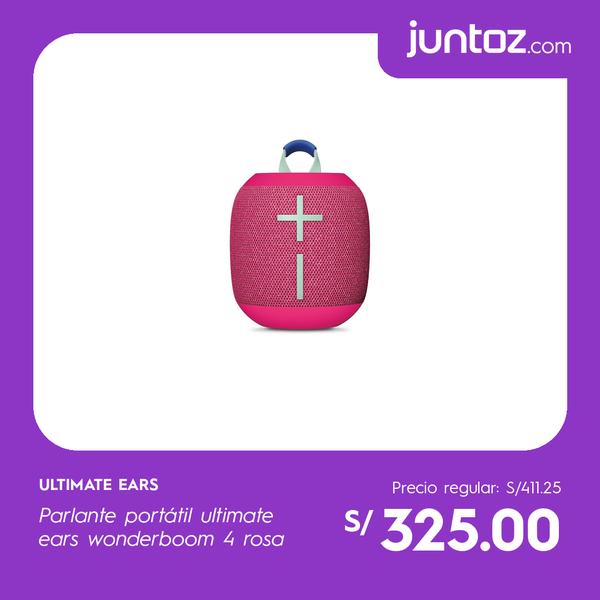 juntoz.com
ULTIMATE EARS
Parlante portátil ultimate
ears wonderboom 4 rosa
Precio regular: S/411.25
S/ 325.00